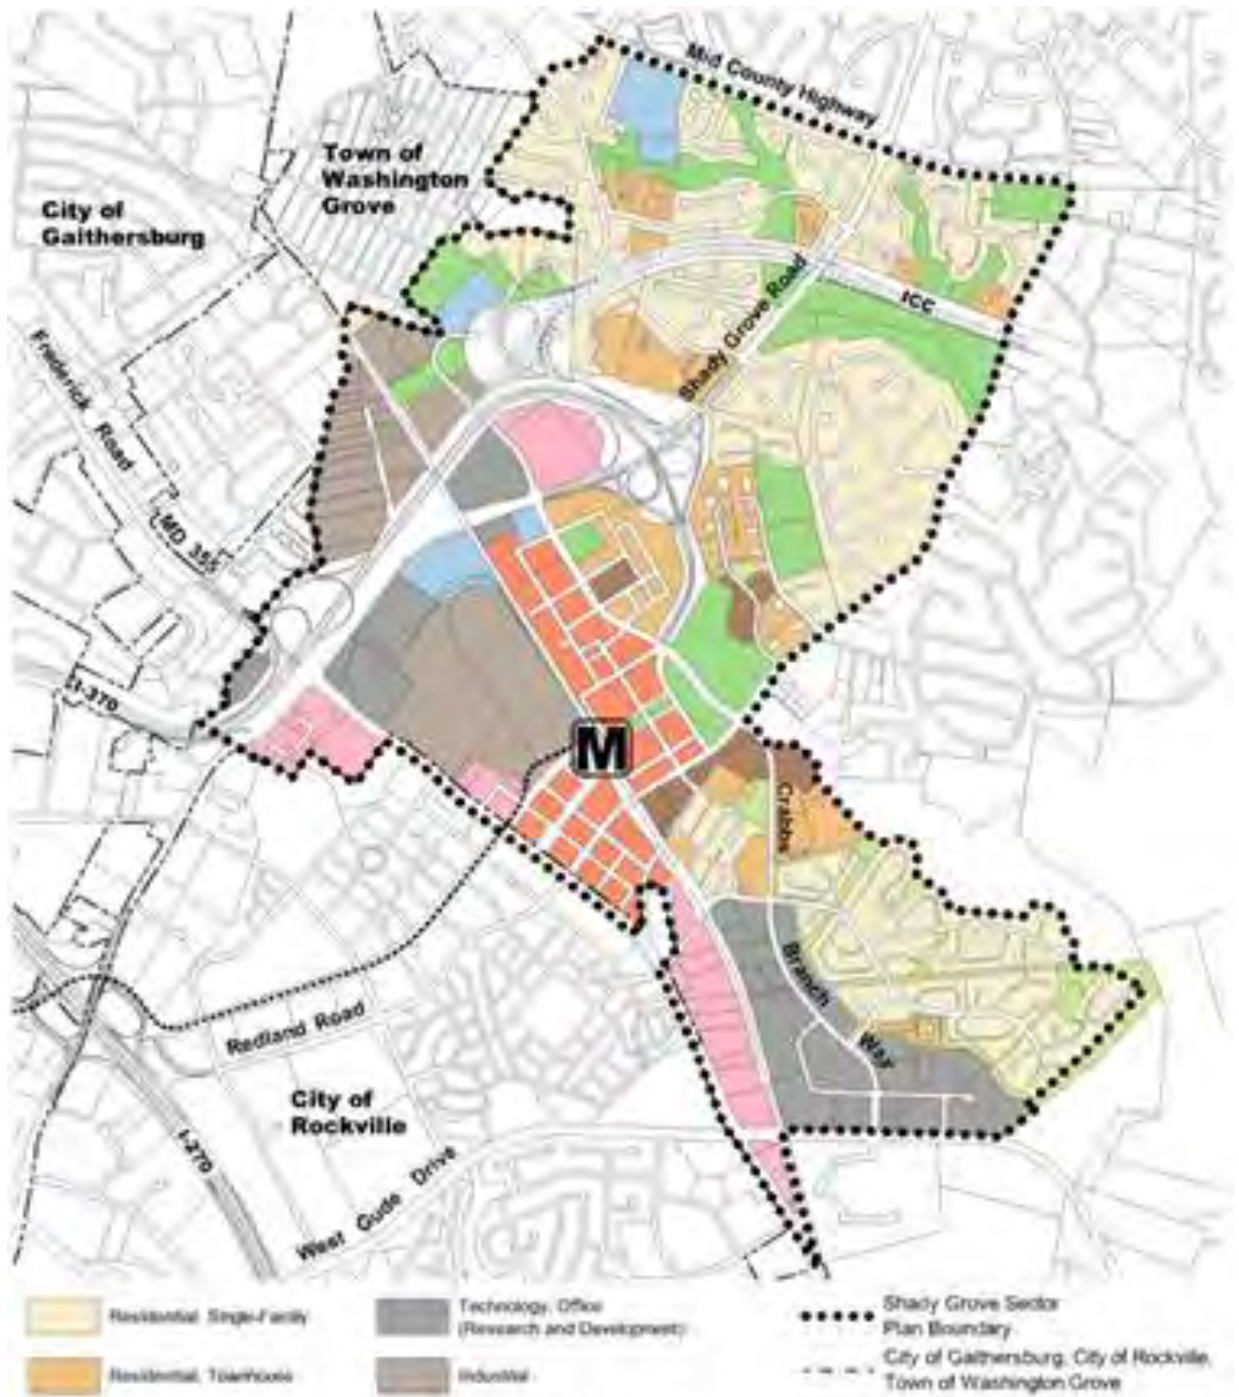 Mid County Highway
Town of
Washington
Grove
City of
Gaithersburg
ICC
Shady Grove Road
Frederick Road
MD 355
I-370
M
Crabbs
Branch
Way
Redland Road
City of
Rockville
I-270
West Gude Drive
Residential, Single-Family
Residential, Townhouse
Technology, Office
(Research and Development)
Industrial
Shady Grove Sector
Plan Boundary
City of Gaithersburg, City of Rockville,
Town of Washington Grove